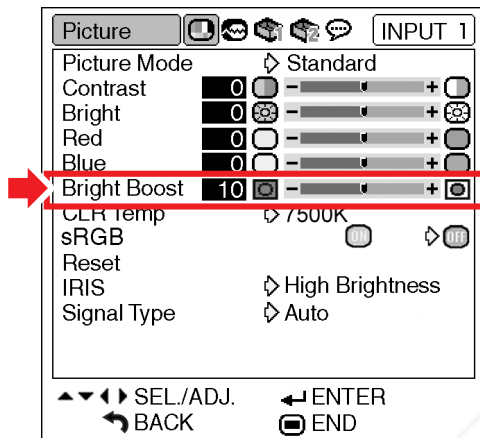 Picture INPUT 1
Picture Mode Standard
Contrast 0 - +
Bright 0 - +
Red 0 - +
Blue 0 - +
Bright Boost 10 - +
CLR Temp 7500K
sRGB ON OFF
Reset
IRIS High Brightness
Signal Type Auto
SEL./ADJ. ENTER
BACK END